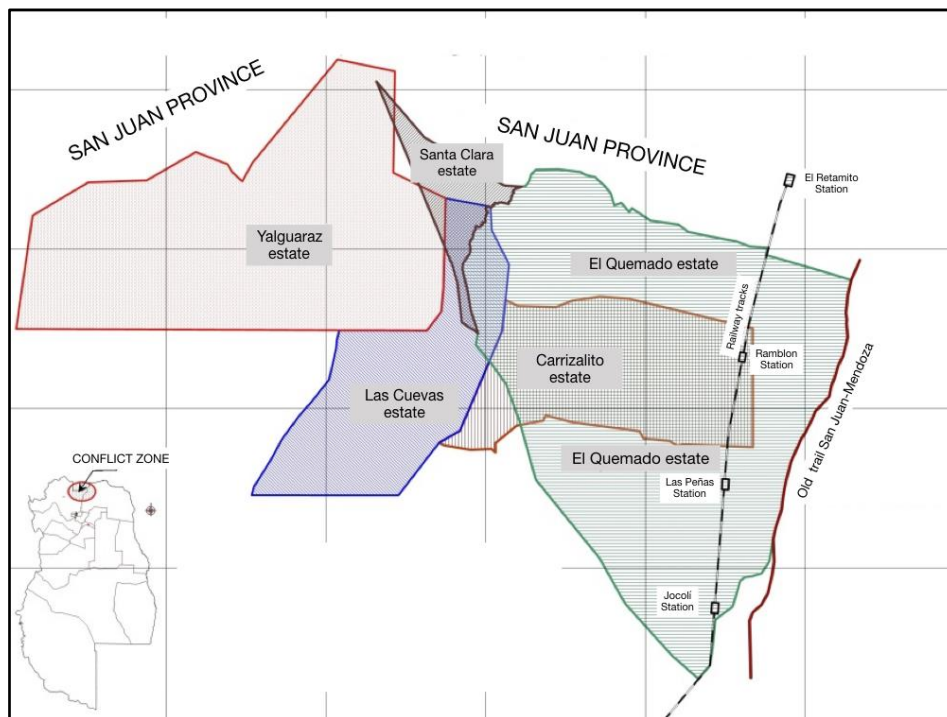 SAN JUAN PROVINCE
SAN JUAN PROVINCE
Santa Clara
estate
El Retamito
Station
Yalguaraz
estate
El Quemado estate
Railway tracks
Ramblon
Station
Carrizalito
estate
Las Cuevas
estate
Old trail San Juan-Mendoza
CONFLICT ZONE
El Quemado estate
Las Peñas
Station
Jocolí
Station